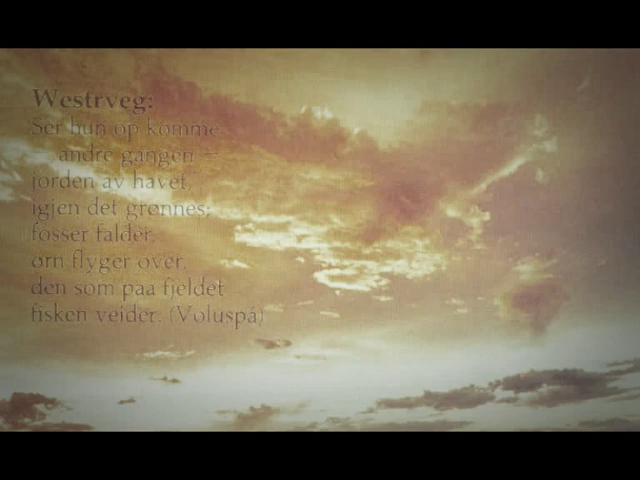 Westrveg:
Ser hun op komme
andre gangen —
jorden av havet,
igjen det grønnes;
fosser falder,
ørn flyger over,
den som paa fjeldet
fisken veider. (Voluspá)